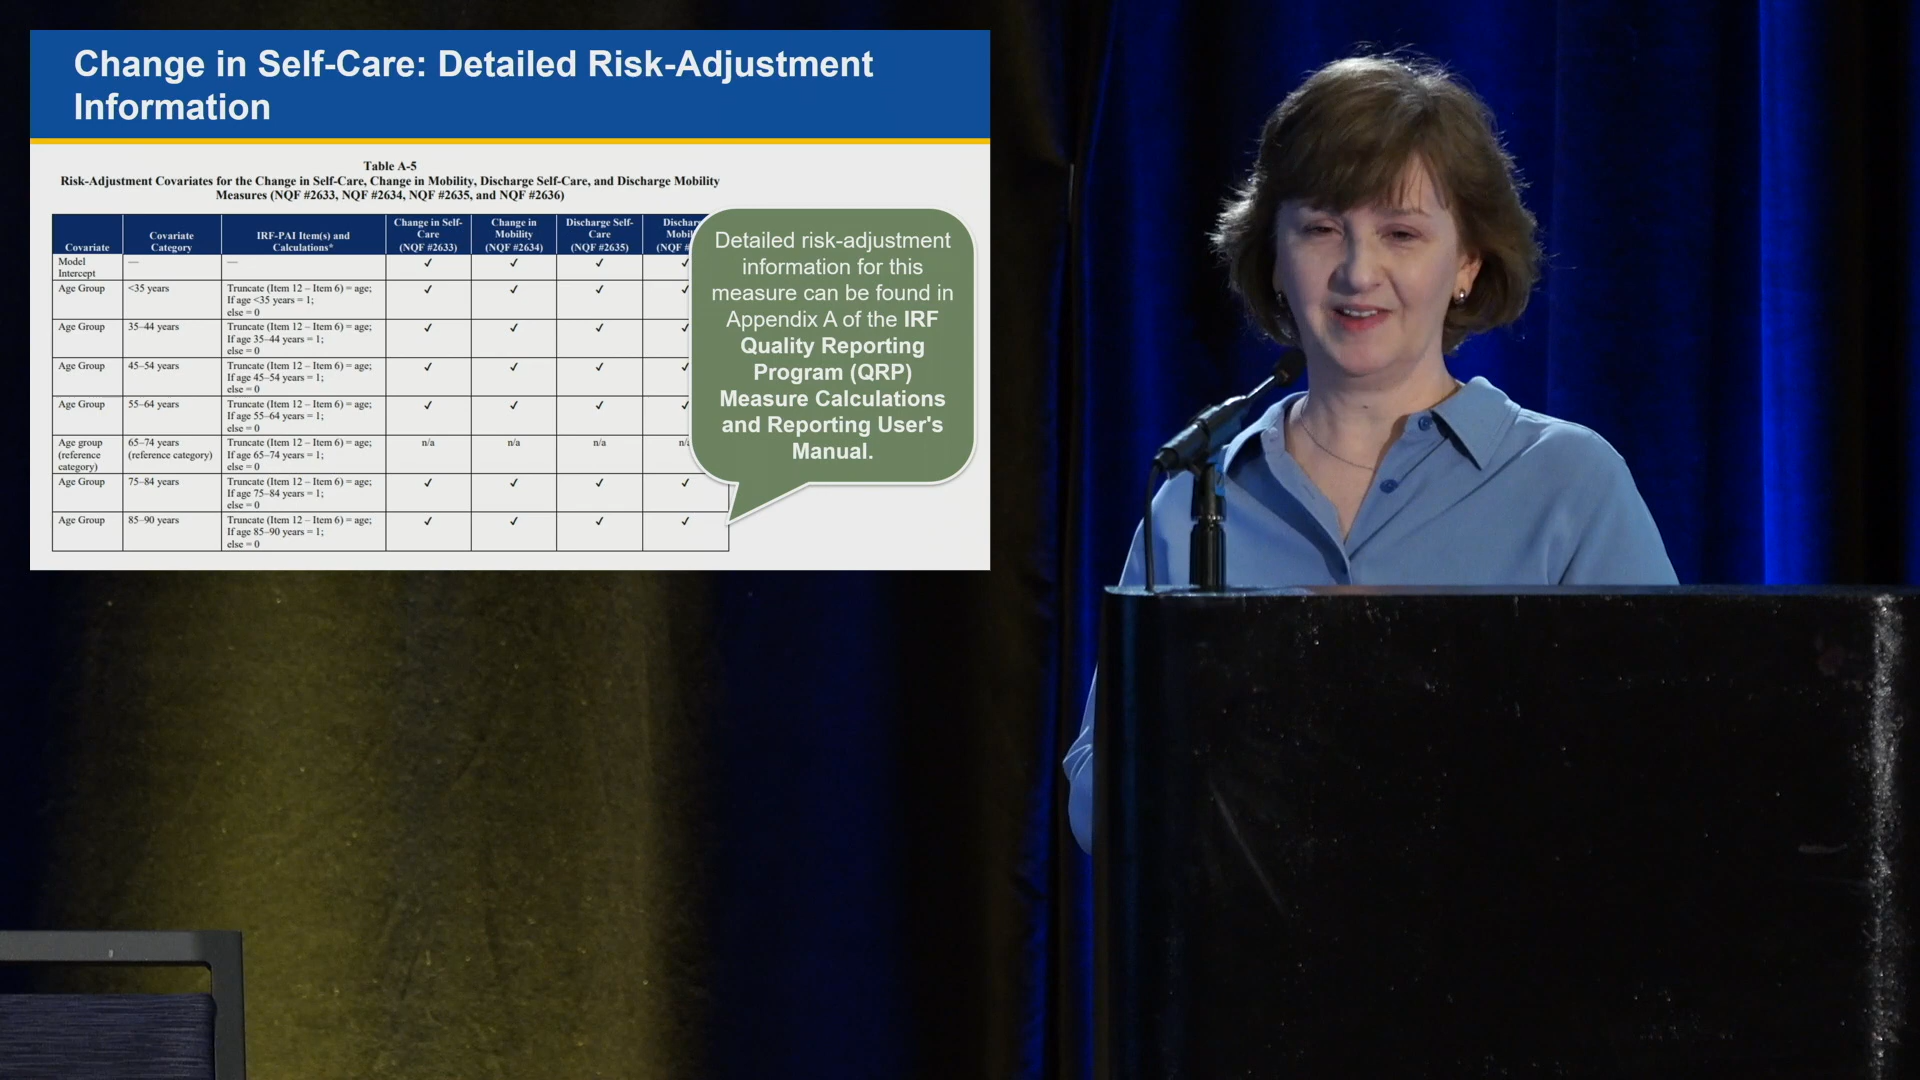 Change in Self-Care: Detailed Risk-Adjustment
Information
Table A-5
Risk-Adjustment Covariates for the Change in Self-Care, Change in Mobility, Discharge Self-Care, and Discharge Mobility
Measures (NQF #2633, NQF #2634, NQF #2635, and NQF #2636)
Covariate
Covariate
Category
IRF-PAI Item(s) and
Calculations*
Change in Self-
Care
(NQF #2633)
Change in
Mobility
(NQF #2634)
Discharge Self-
Care
(NQF #2635)
Dischar
Mobil
(NQF #
Model
Intercept
—
—
✓ ✓ ✓ ✓
Age Group
<35 years
Truncate (Item 12 – Item 6) = age;
If age <35 years = 1;
else = 0
✓ ✓ ✓ ✓
Age Group
35–44 years
Truncate (Item 12 – Item 6) = age;
If age 35–44 years = 1;
else = 0
✓ ✓ ✓ ✓
Age Group
45–54 years
Truncate (Item 12 – Item 6) = age;
If age 45–54 years = 1;
else = 0
✓ ✓ ✓ ✓
Age Group
55–64 years
Truncate (Item 12 – Item 6) = age;
If age 55–64 years = 1;
else = 0
✓ ✓ ✓ ✓
Age group
(reference
category)
65–74 years
(reference category)
Truncate (Item 12 – Item 6) = age;
If age 65–74 years = 1;
else = 0
n/a n/a n/a n/a
Age Group
75–84 years
Truncate (Item 12 – Item 6) = age;
If age 75–84 years = 1;
else = 0
✓ ✓ ✓ ✓
Age Group
85–90 years
Truncate (Item 12 – Item 6) = age;
If age 85–90 years = 1;
else = 0
✓ ✓ ✓ ✓
Detailed risk-adjustment
information for this
measure can be found in
Appendix A of the IRF
Quality Reporting
Program (QRP)
Measure Calculations
and Reporting User's
Manual.